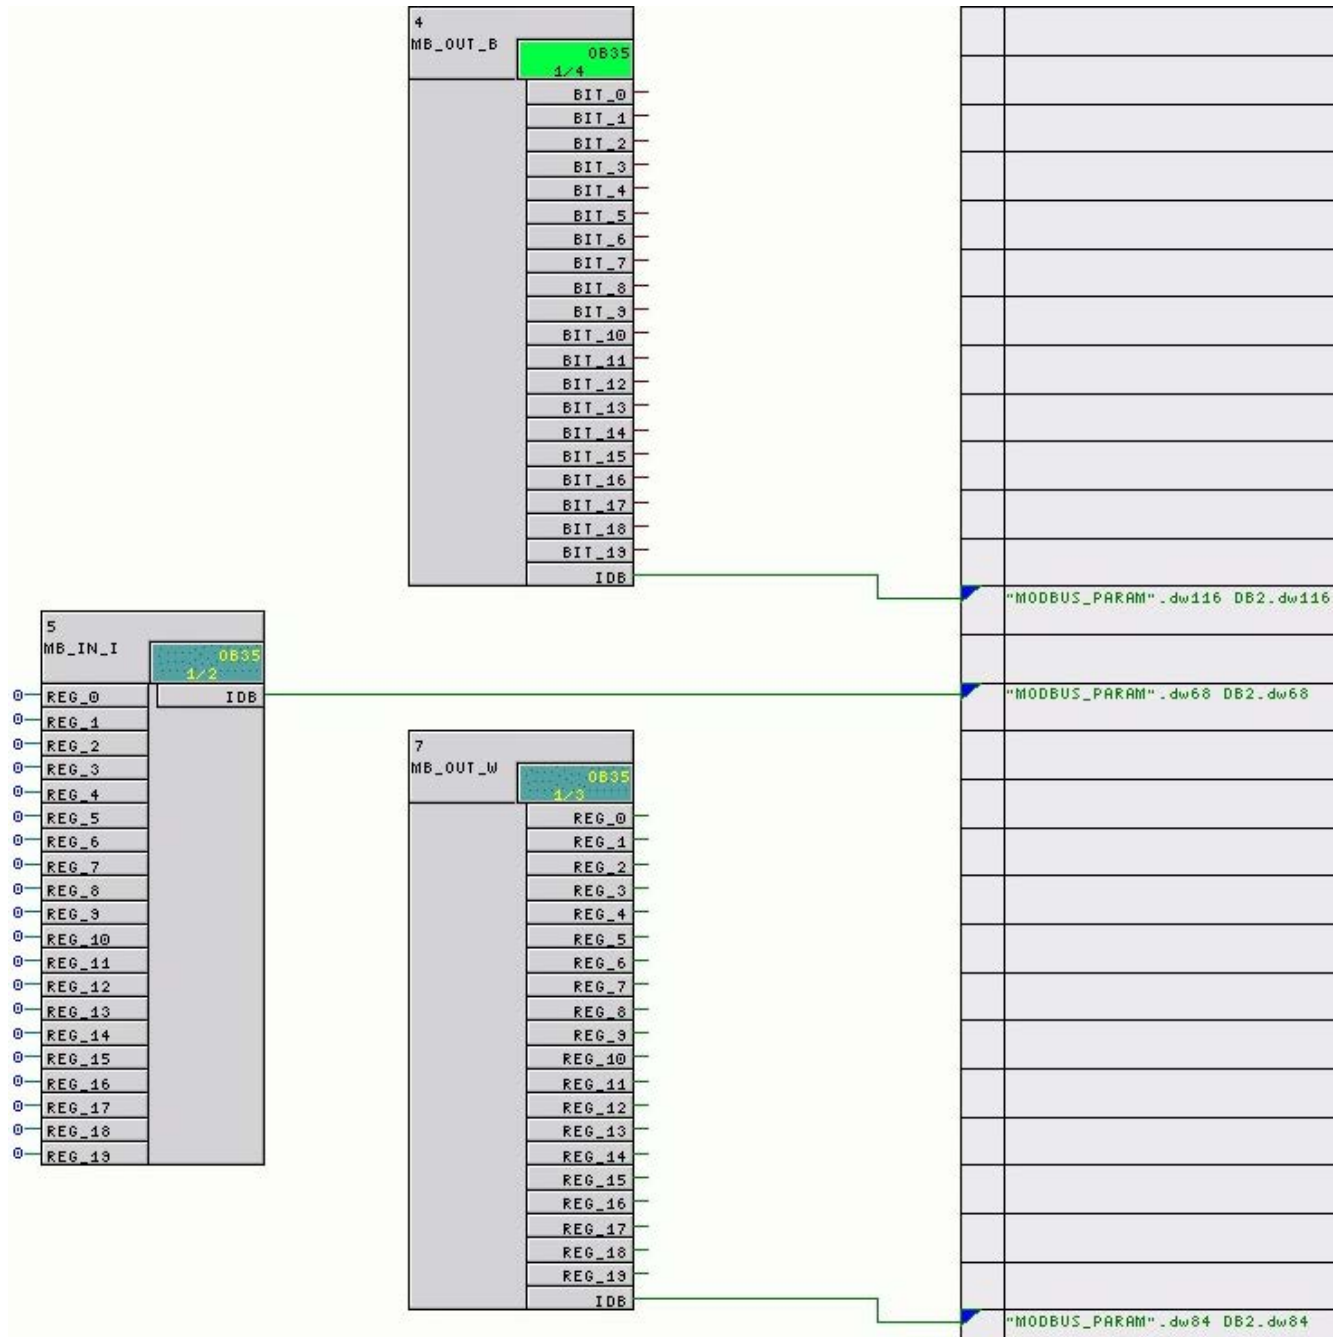 4
MB_OUT_B
OB35
1/4
BIT_0
BIT_1
BIT_2
BIT_3
BIT_4
BIT_5
BIT_6
BIT_7
BIT_8
BIT_9
BIT_10
BIT_11
BIT_12
BIT_13
BIT_14
BIT_15
BIT_16
BIT_17
BIT_18
BIT_19
IDB
"MODBUS_PARAM".dw116 DB2.dw116
5
MB_IN_I
OB35
1/2
0 REG_0 IDB
"MODBUS_PARAM".dw68 DB2.dw68
0 REG_1
0 REG_2
0 REG_3
0 REG_4
0 REG_5
0 REG_6
0 REG_7
0 REG_8
0 REG_9
0 REG_10
0 REG_11
0 REG_12
0 REG_13
0 REG_14
0 REG_15
0 REG_16
0 REG_17
0 REG_18
0 REG_19
7
MB_OUT_W
OB35
1/3
REG_0
REG_1
REG_2
REG_3
REG_4
REG_5
REG_6
REG_7
REG_8
REG_9
REG_10
REG_11
REG_12
REG_13
REG_14
REG_15
REG_16
REG_17
REG_18
REG_19
IDB
"MODBUS_PARAM".dw84 DB2.dw84